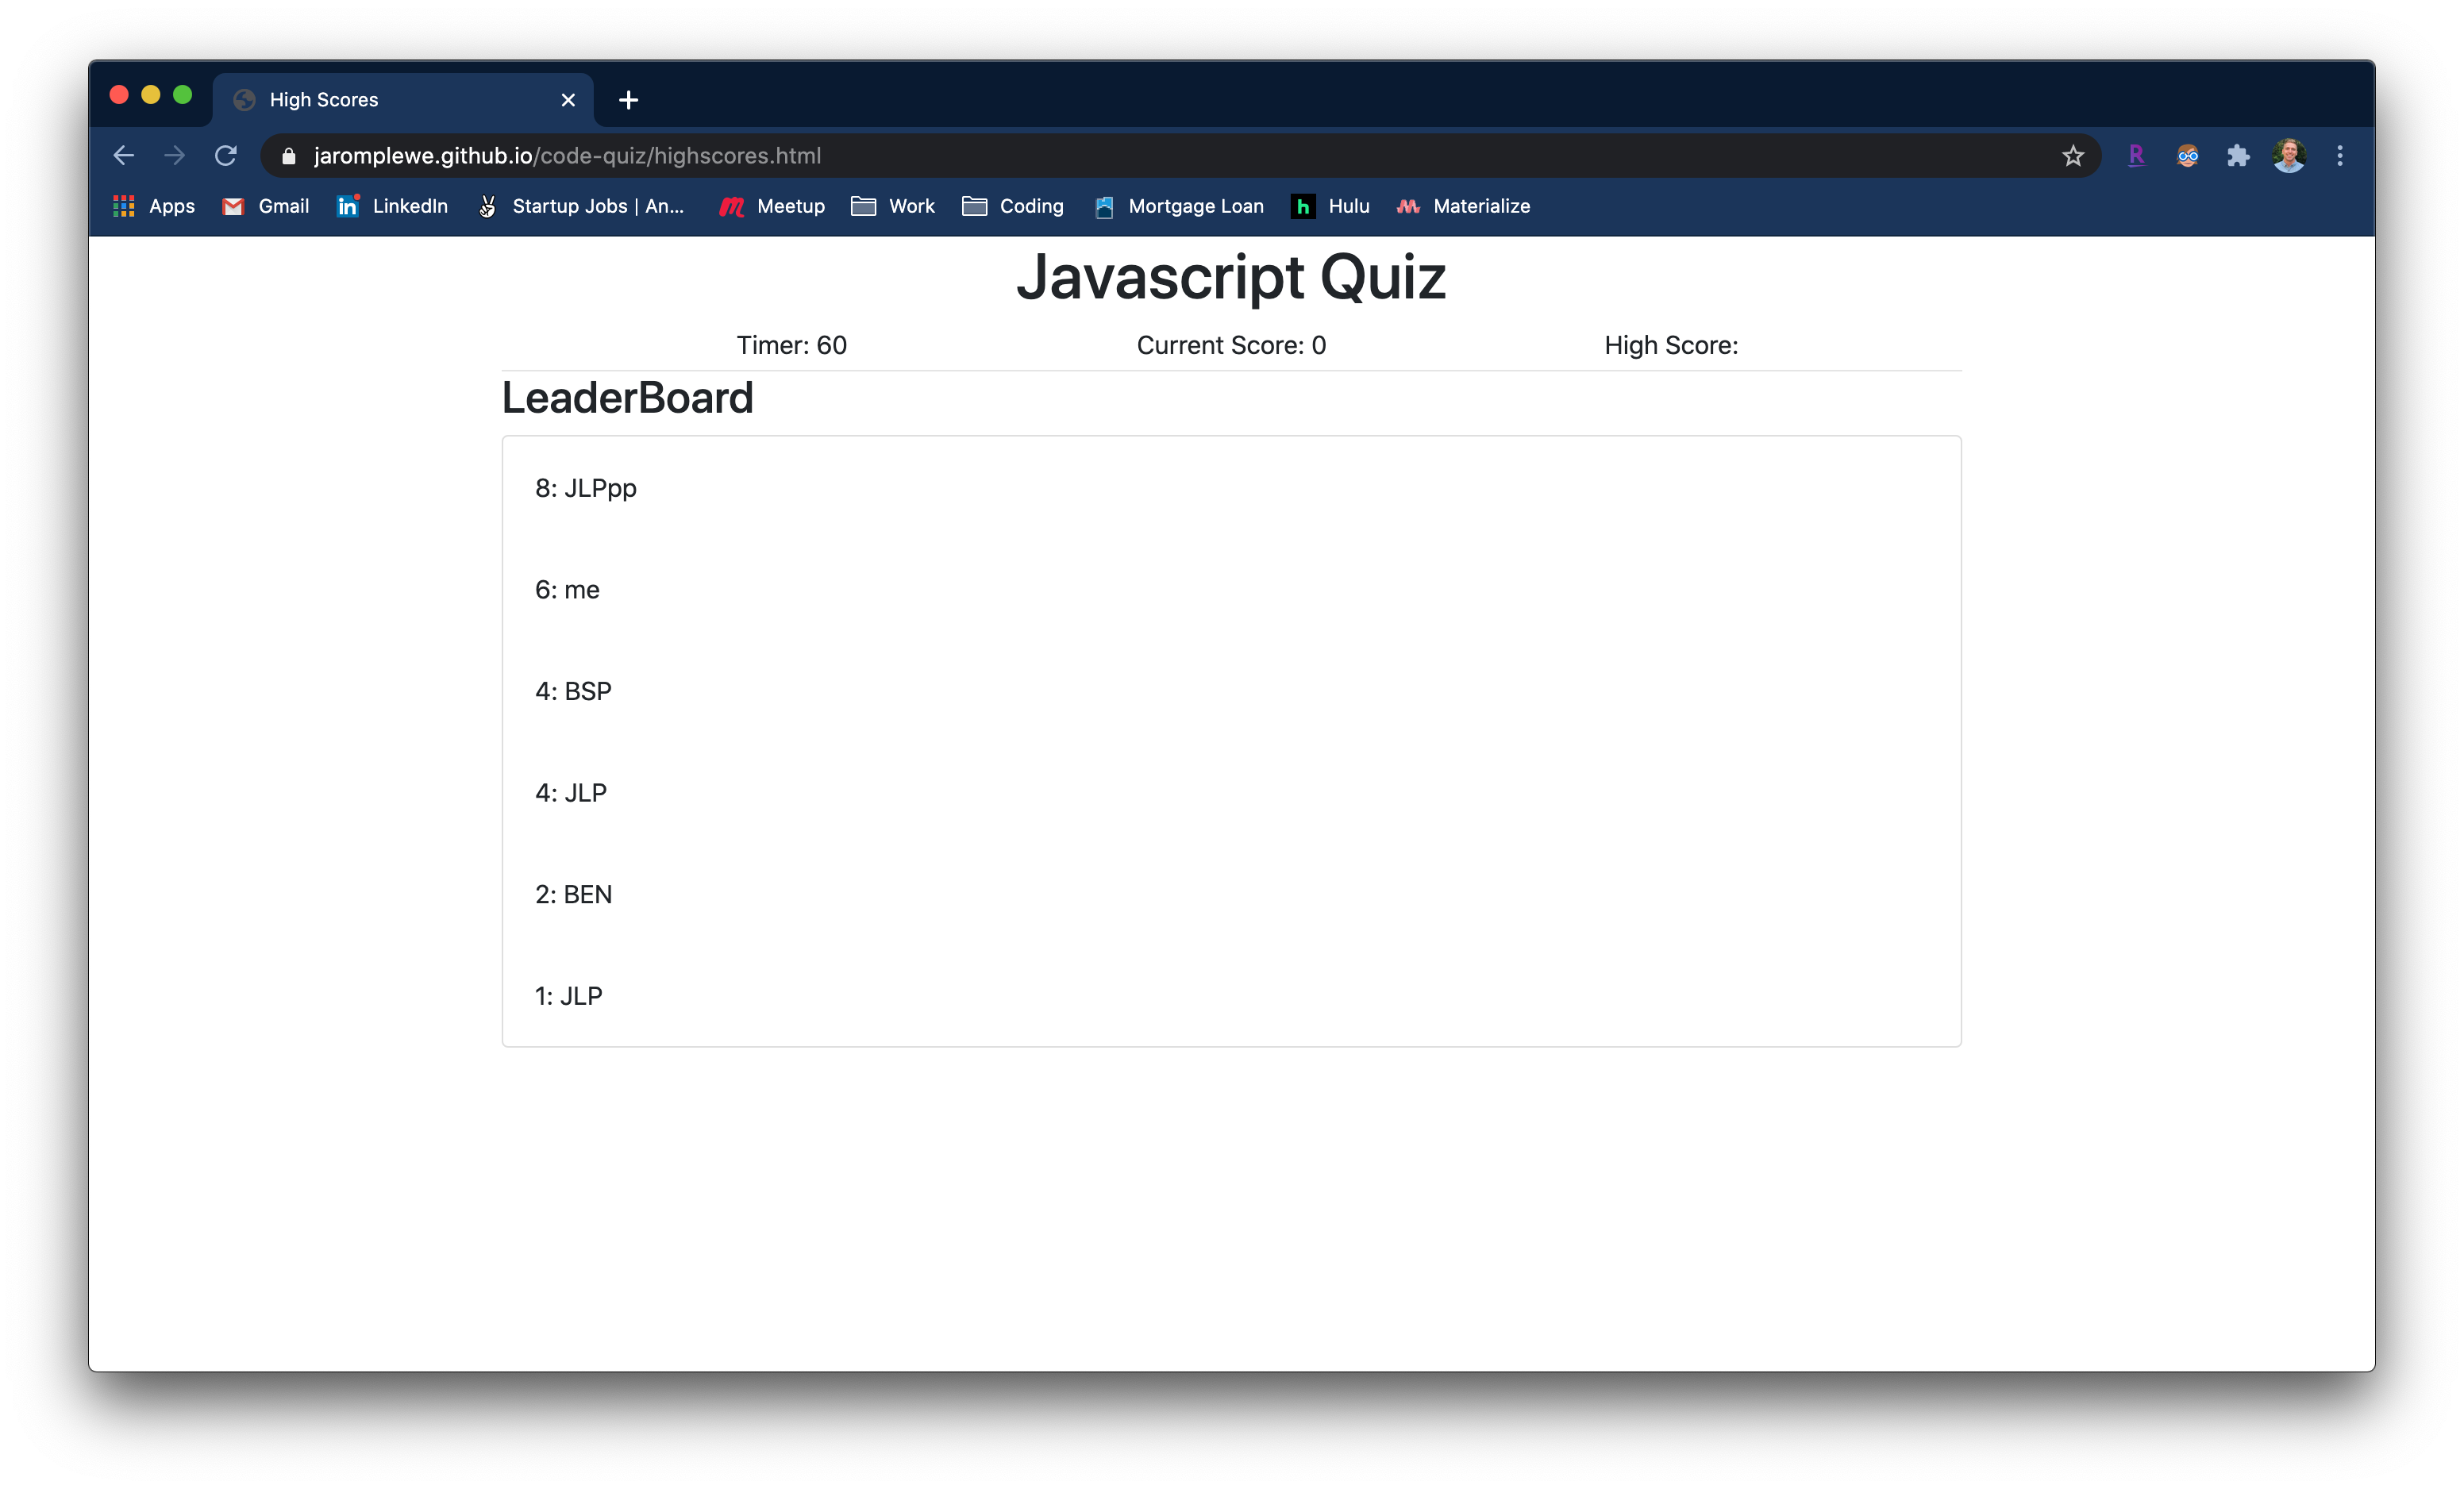 High Scores
jaromplewe.github.io/code-quiz/highscores.html
Apps Gmail LinkedIn Startup Jobs | An... Meetup Work Coding Mortgage Loan Hulu Materialize
Javascript Quiz
Timer: 60 Current Score: 0 High Score:
LeaderBoard
8: JLPpp
6: me
4: BSP
4: JLP
2: BEN
1: JLP